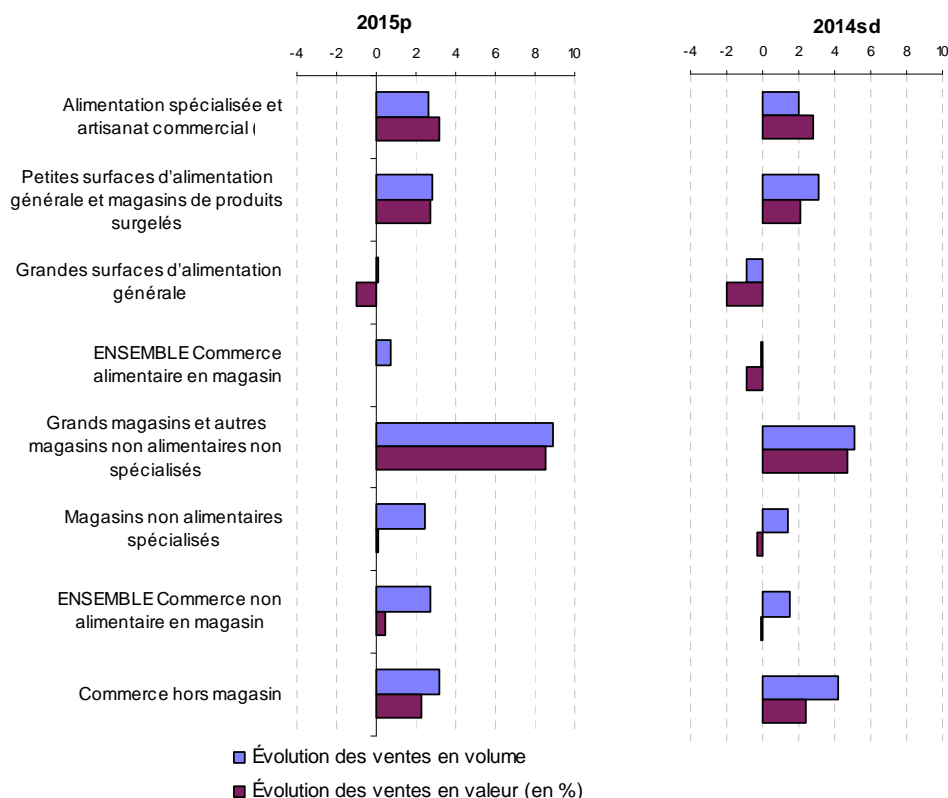 2015p
2014sd
-4 -2 0 2 4 6 8 10
-4 -2 0 2 4 6 8 10
Alimentation spécialisée et
artisanat commercial (
Petites surfaces d'alimentation
générale et magasins de produits
surgelés
Grandes surfaces d'alimentation
générale
ENSEMBLE Commerce
alimentaire en magasin
Grands magasins et autres
magasins non alimentaires non
spécialisés
Magasins non alimentaires
spécialisés
ENSEMBLE Commerce non
alimentaire en magasin
Commerce hors magasin
Évolution des ventes en volume
Évolution des ventes en valeur (en %)